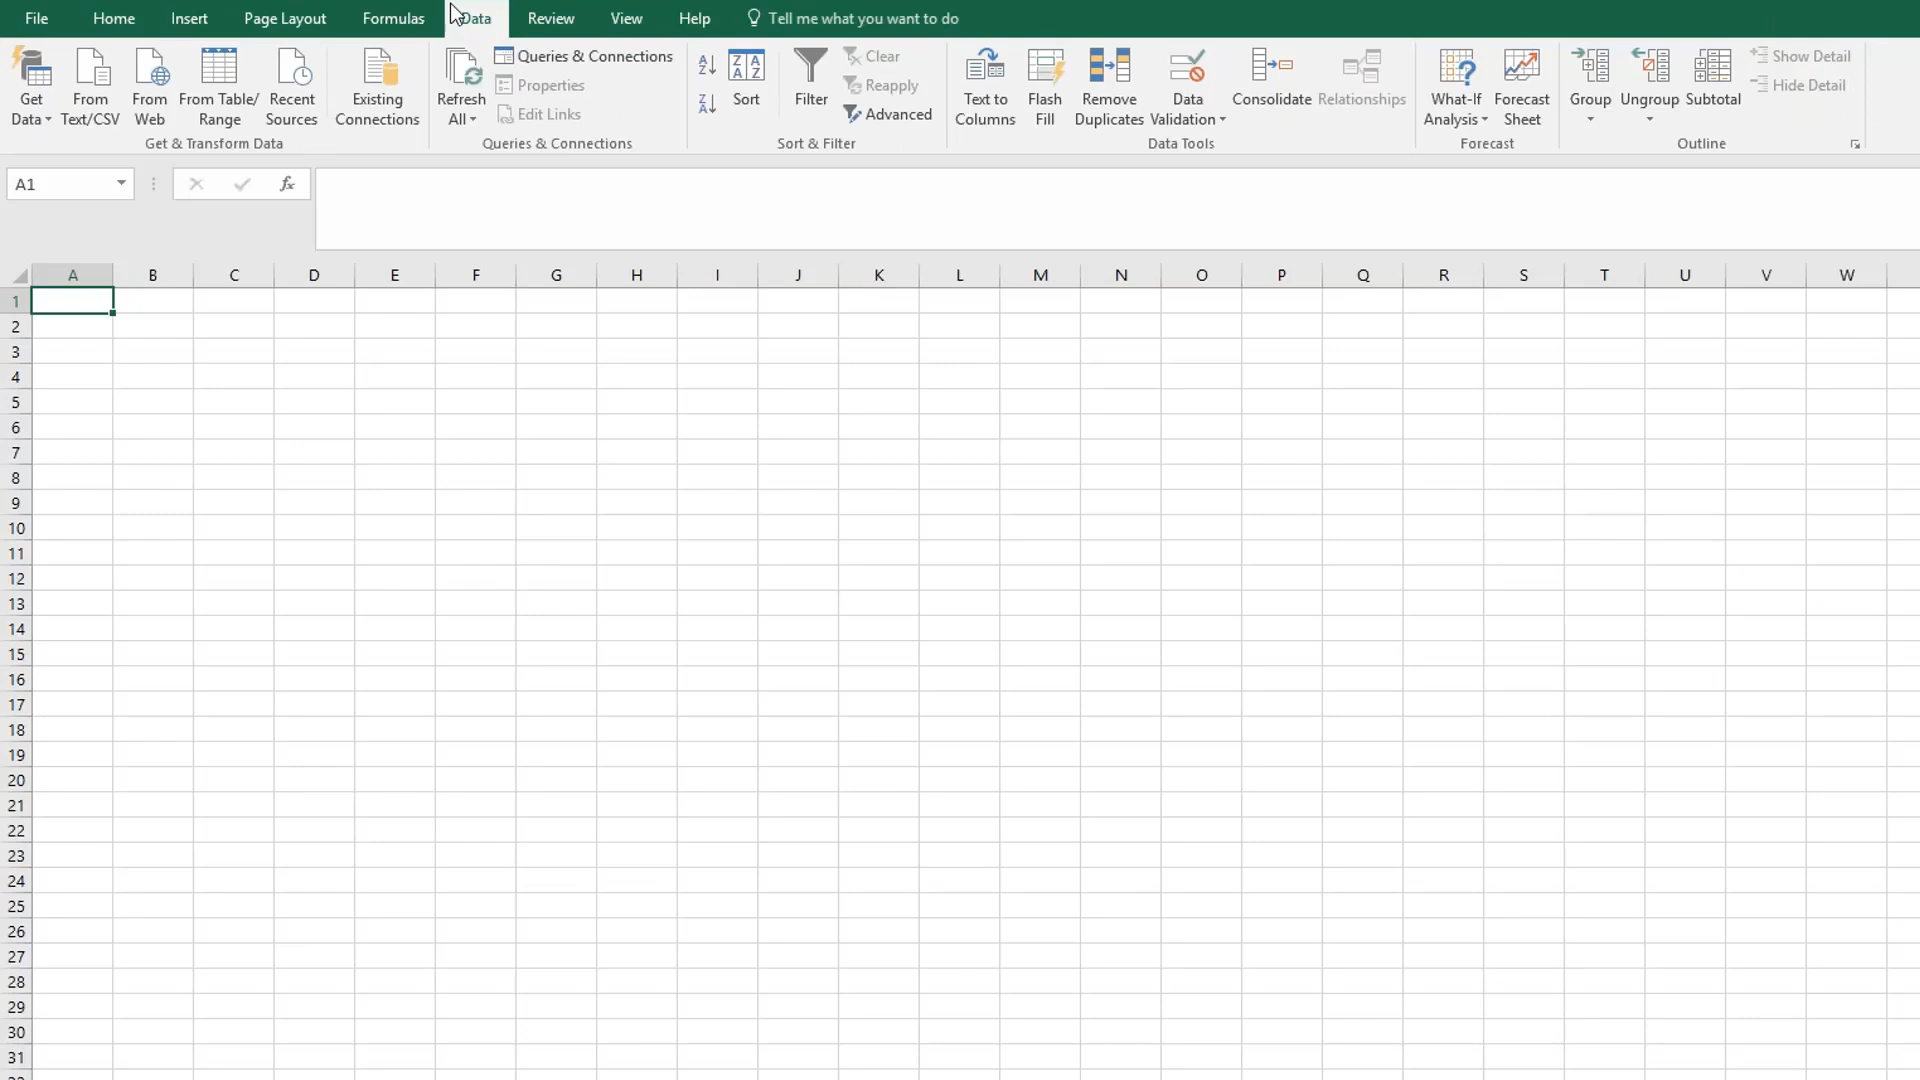 File Home Insert Page Layout Formulas Data Review View Help Tell me what you want to do
Get Data
From Text/CSV
From Web
From Table/ Range
Recent Sources
Existing Connections
Get & Transform Data
Refresh All
Queries & Connections
Properties
Edit Links
Queries & Connections
A Z
Z A
Z A A Z
Sort
Filter
Clear
Reapply
Advanced
Sort & Filter
Text to Columns
Flash Fill
Remove Duplicates
Data Validation
Consolidate
Relationships
Data Tools
What-If Analysis
Forecast Sheet
Forecast
Group
Ungroup
Subtotal
Show Detail
Hide Detail
Outline
A1 fx
A B C D E F G H I J K L M N O P Q R S T U V W
1
2
3
4
5
6
7
8
9
10
11
12
13
14
15
16
17
18
19
20
21
22
23
24
25
26
27
28
29
30
31